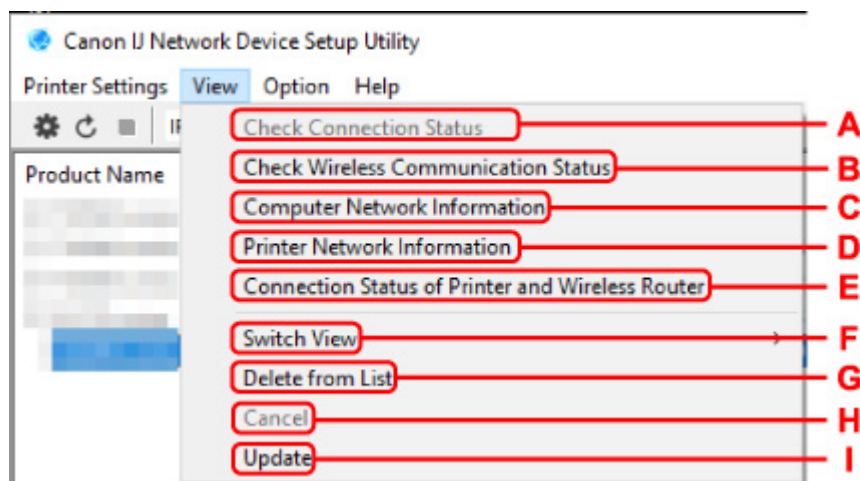 Canon IJ Network Device Setup Utility
Printer Settings View Option Help
Check Connection Status A
Product Name Check Wireless Communication Status B
Computer Network Information C
Printer Network Information D
Connection Status of Printer and Wireless Router E
Switch View > F
Delete from List G
Cancel H
Update I